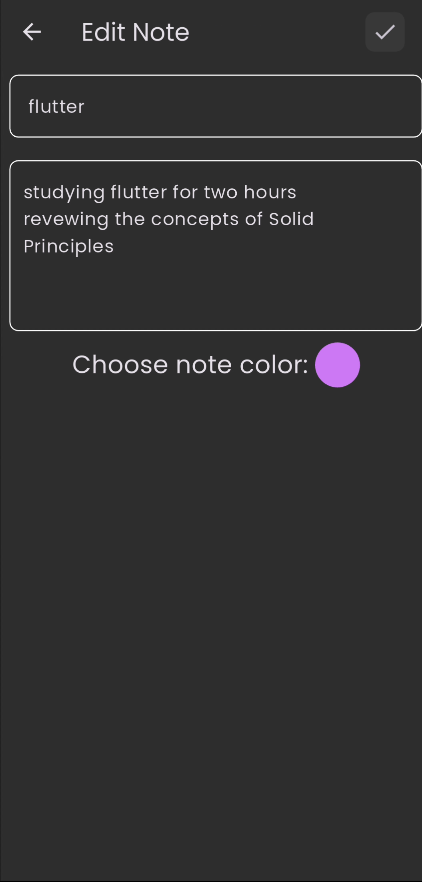 Edit Note
flutter
studying flutter for two hours
revewing the concepts of Solid
Principles
Choose note color: